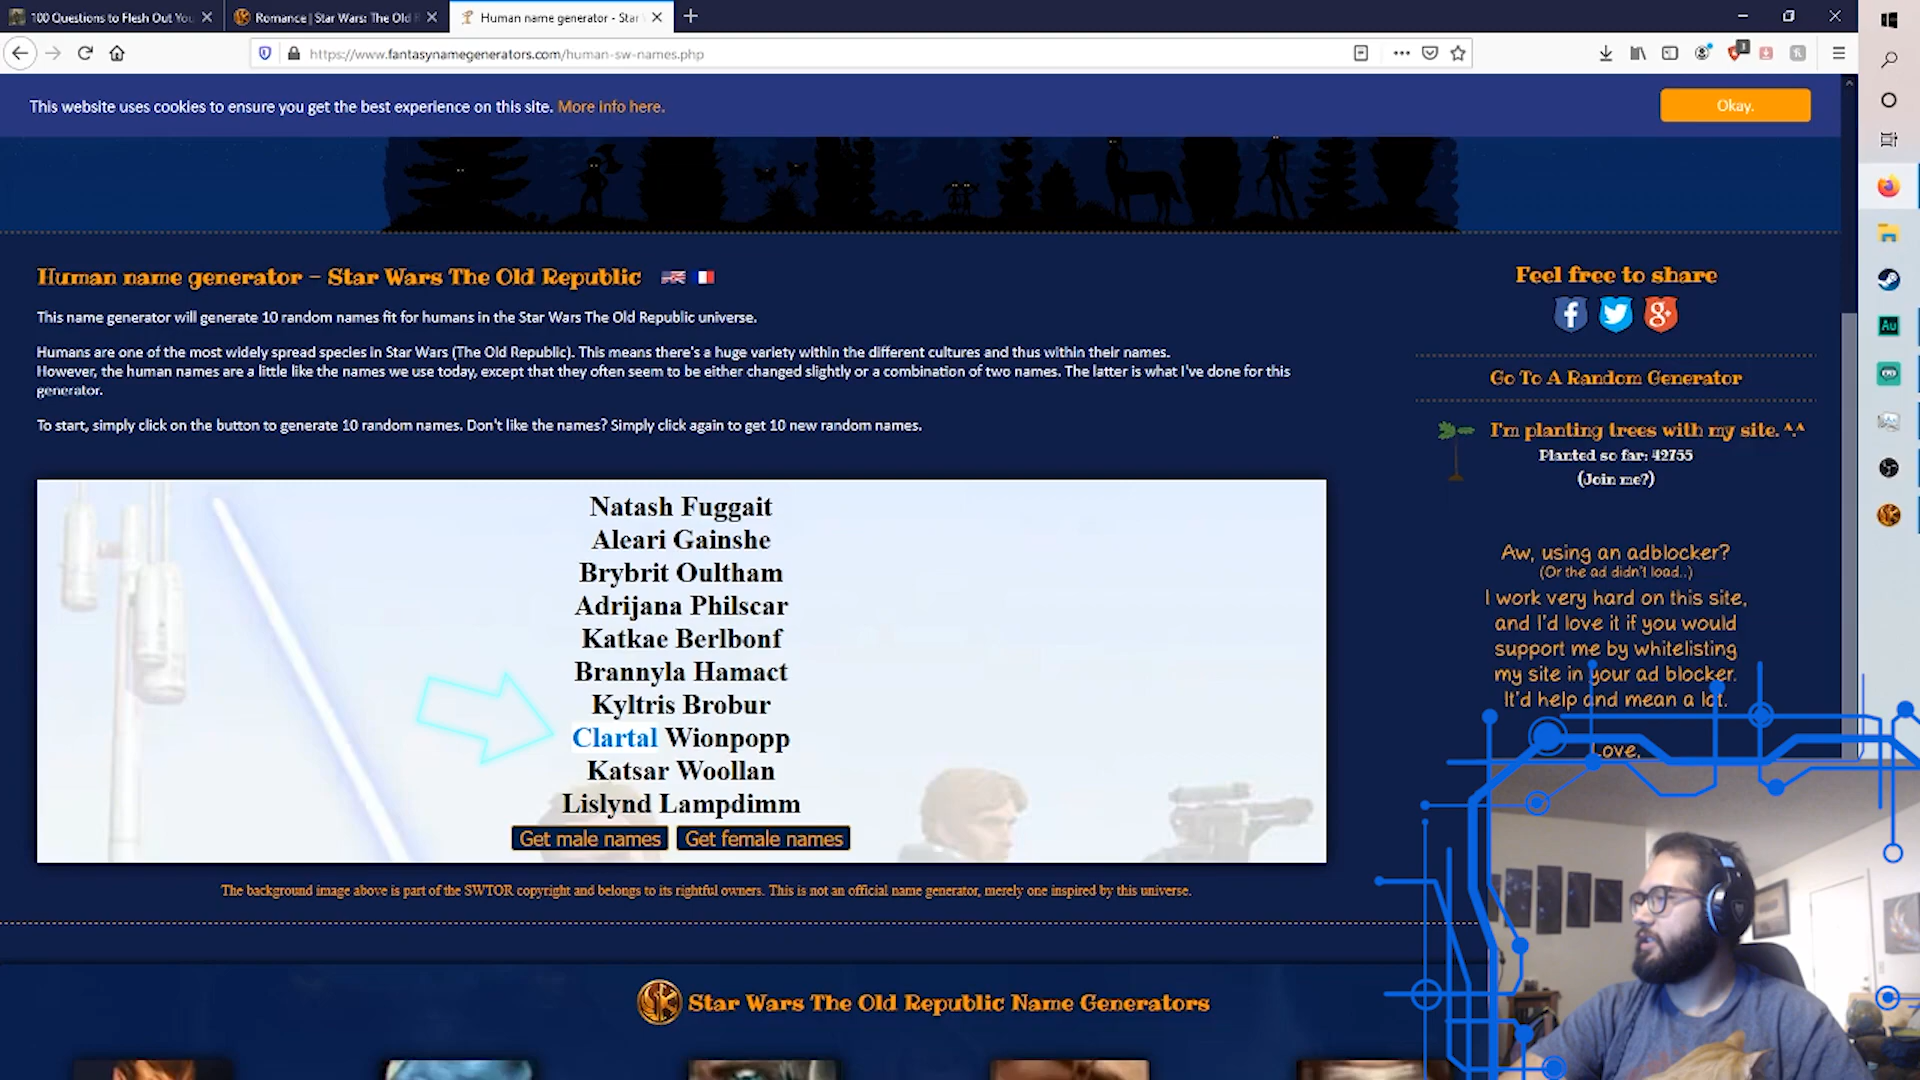 100 Questions to Flesh Out You
Romance | Star Wars: The Old
Human name generator - Star
https://www.fantasynamegenerators.com/human-sw-names.php
This website uses cookies to ensure you get the best experience on this site. More info here.
Okay.
Human name generator - Star Wars The Old Republic
This name generator will generate 10 random names fit for humans in the Star Wars The Old Republic universe.
Humans are one of the most widely spread species in Star Wars (The Old Republic). This means there's a huge variety within the different cultures and thus within their names.
However, the human names are a little like the names we use today, except that they often seem to be either changed slightly or a combination of two names. The latter is what I've done for this
generator.
To start, simply click on the button to generate 10 random names. Don't like the names? Simply click again to get 10 new random names.
Natash Fuggait
Aleari Gainshe
Brybrit Oultham
Adrijana Philscar
Katkae Berlbonf
Brannyla Hamact
Kyltris Brobur
Clartal Wionpopp
Katsar Woollan
Lislynd Lampdimm
Get male names Get female names
The background image above is part of the SWTOR copyright and belongs to its rightful owners. This is not an official name generator, merely one inspired by this universe.
Star Wars The Old Republic Name Generators
Feel free to share
Go To A Random Generator
I'm planting trees with my site. ^.^
Planted so far: 42755
(Join me?)
Aw, using an adblocker?
(Or the ad didn't load..)
I work very hard on this site,
and I'd love it if you would
support me by whitelisting
my site in your ad blocker.
It'd help and mean a lot.
Love,
Au